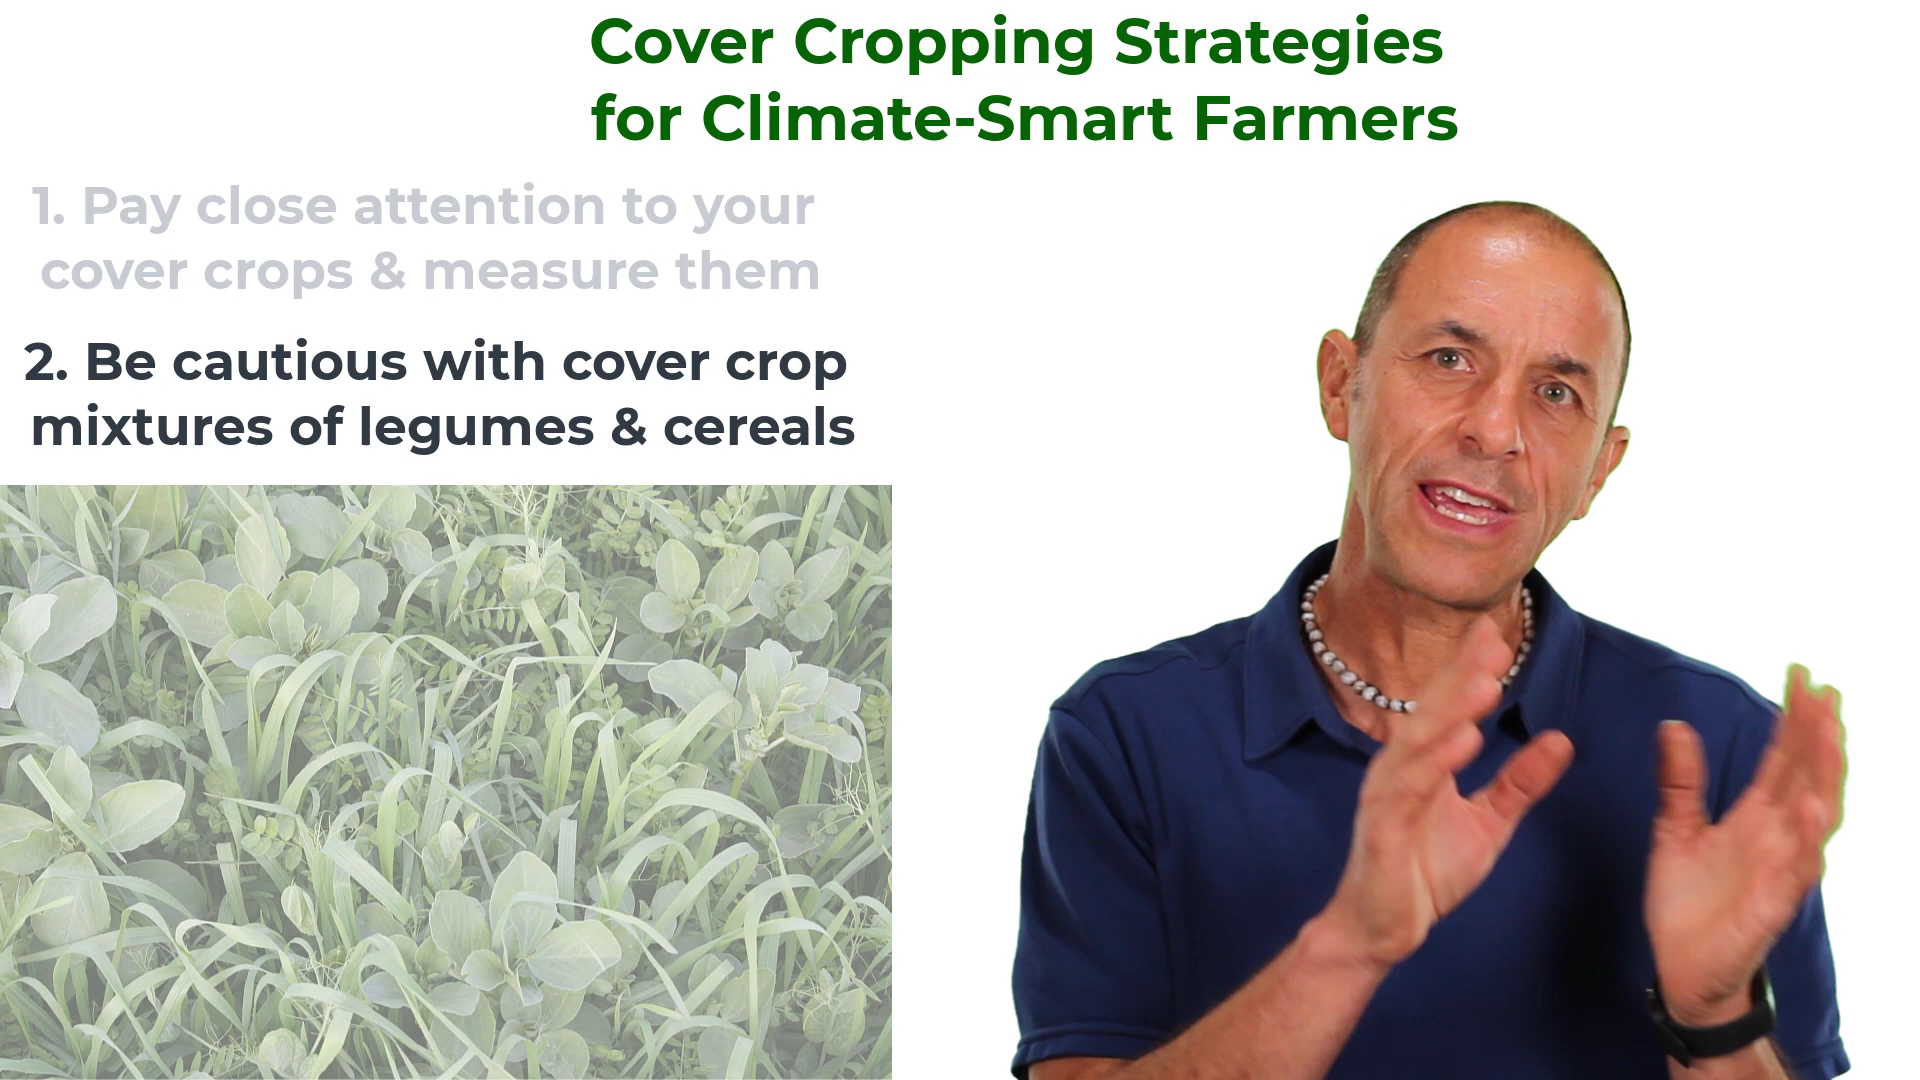 Cover Cropping Strategies
for Climate-Smart Farmers
1. Pay close attention to your
cover crops & measure them
2. Be cautious with cover crop
mixtures of legumes & cereals